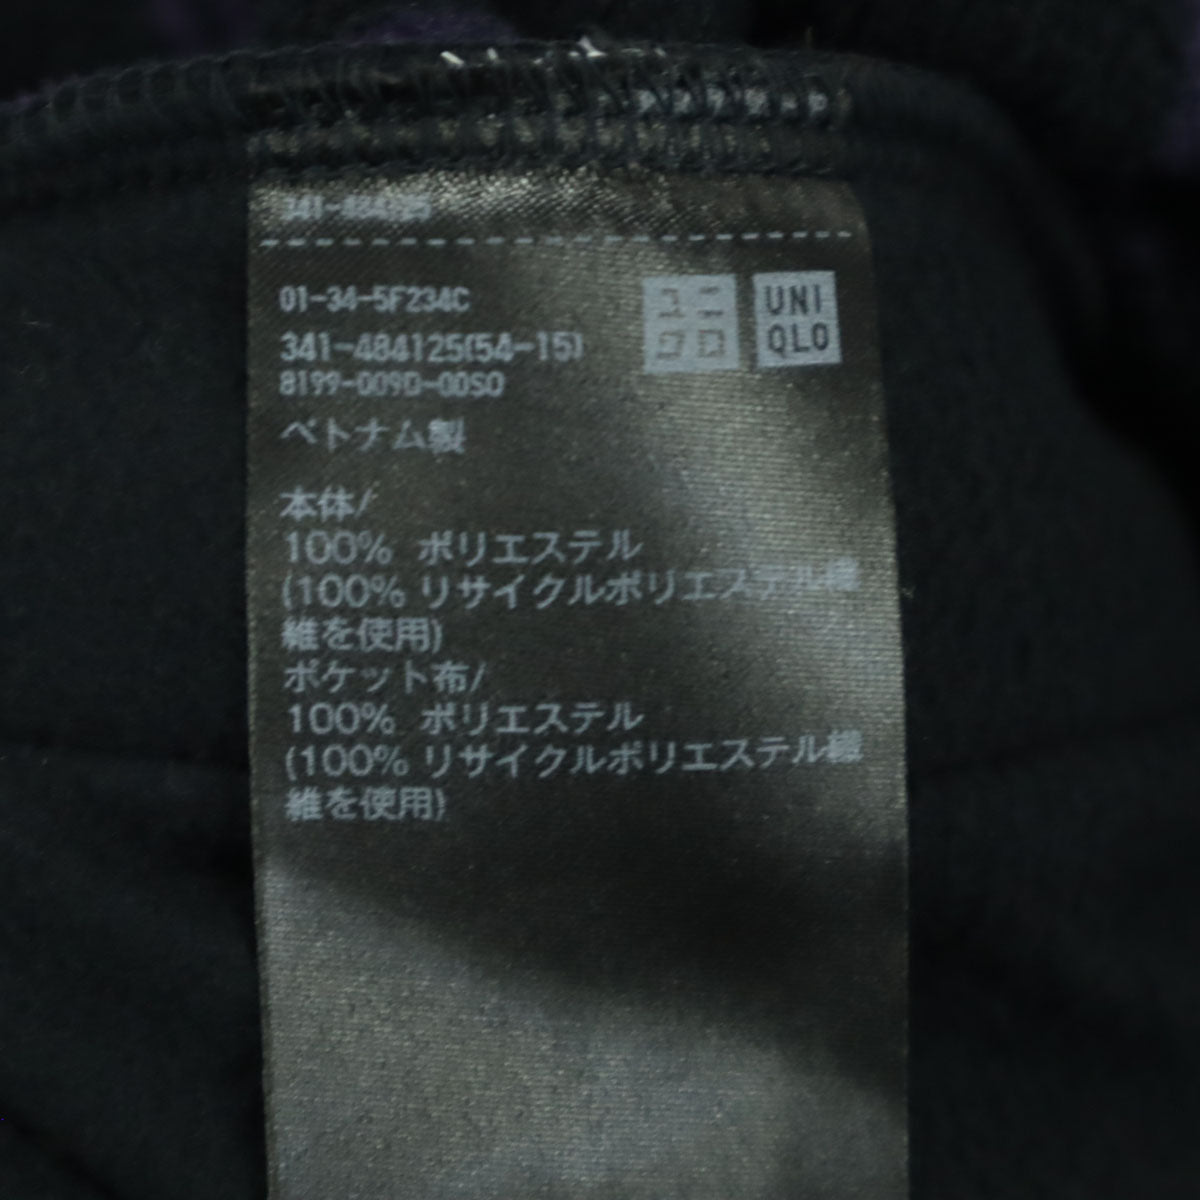 341-484125
01-34-5F234C
ユニ
クロ
UNI
QLO
341-484125(54-15)
8199-009D-00SO
ベトナム製
本体/
100% ポリエステル
(100% リサイクルポリエステル繊
維を使用)
ポケット布/
100% ポリエステル
(100% リサイクルポリエステル繊
維を使用)